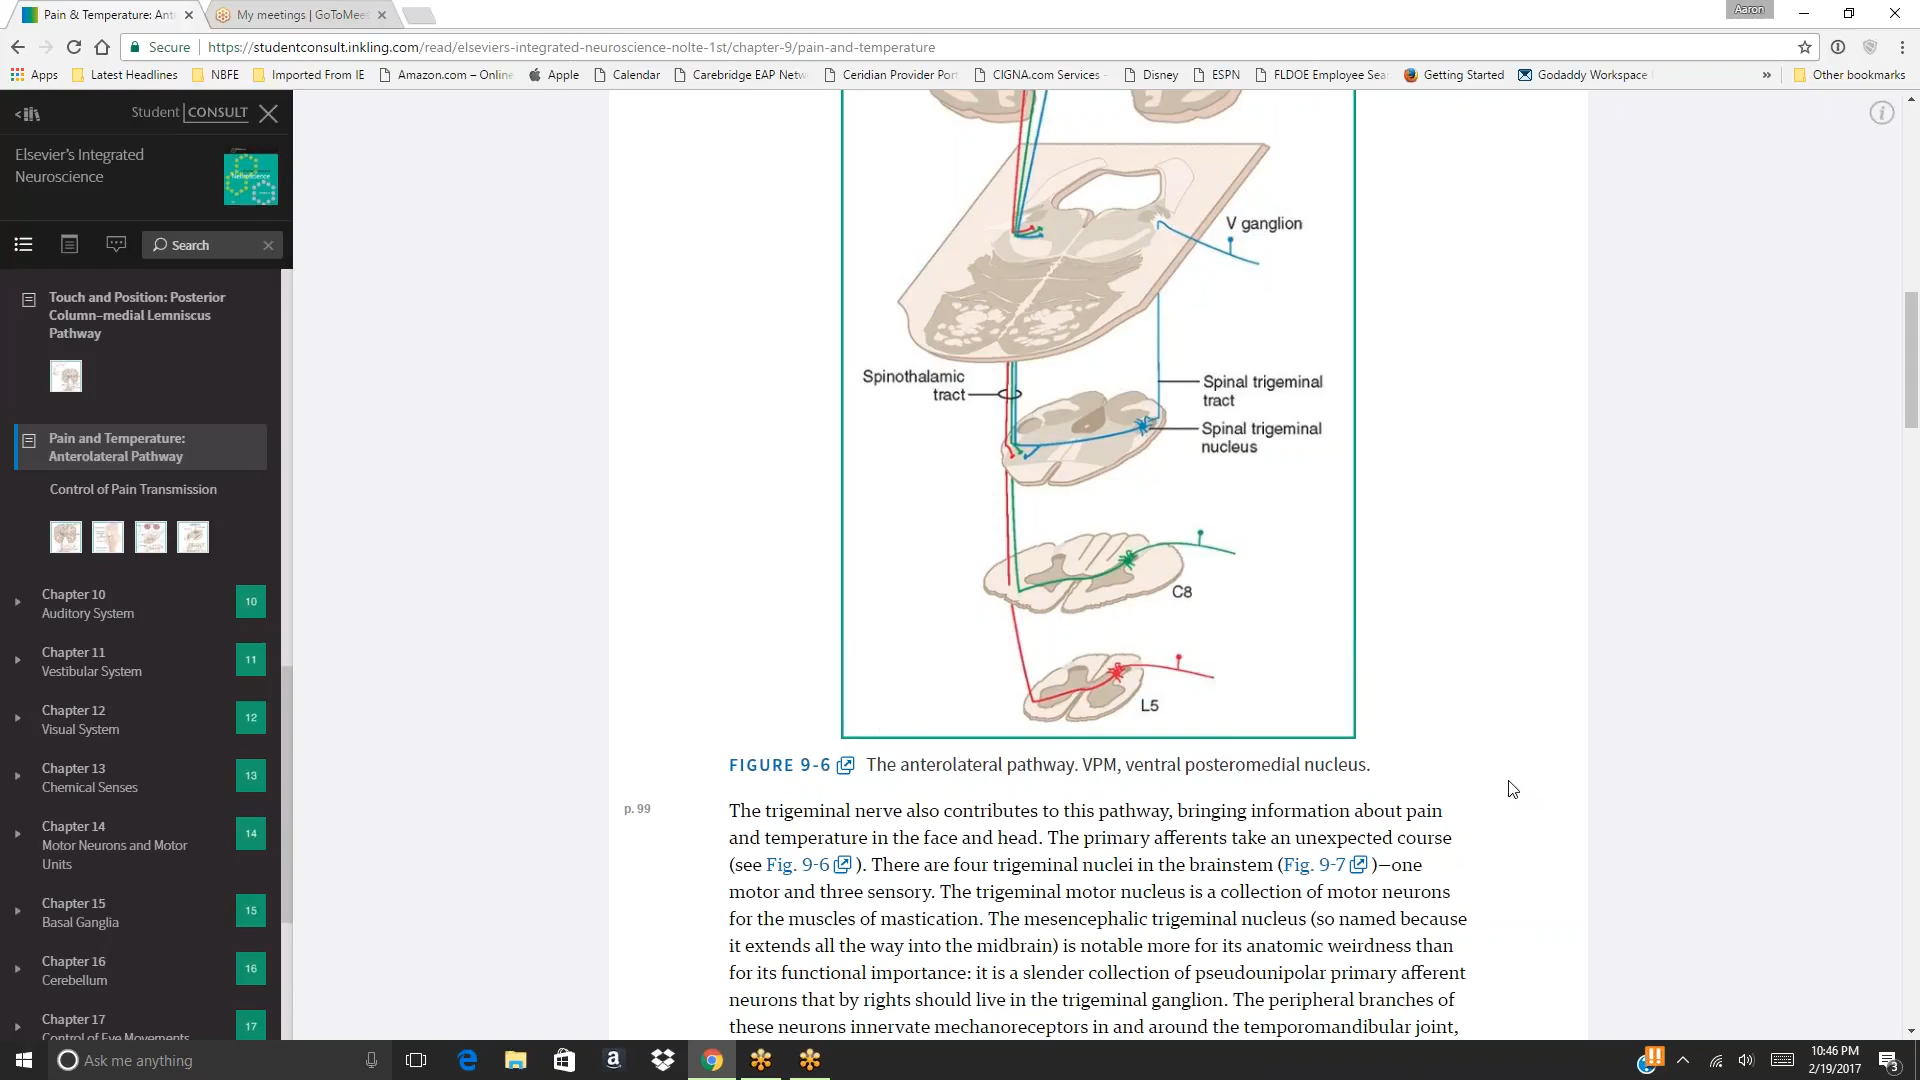 Pain & Temperature: Ant
My meetings | GoToMee
Aaron
Secure
https://studentconsult.inkling.com/read/elseviers-integrated-neuroscience-nolte-1st/chapter-9/pain-and-temperature
Apps
Latest Headlines
NBFE
Imported From IE
Amazon.com – Online
Apple
Calendar
Carebridge EAP Netw
Ceridian Provider Port
CIGNA.com Services -
Disney
ESPN
FLDOE Employee Sea
Getting Started
Godaddy Workspace
»
Other bookmarks
Student CONSULT
Elsevier's Integrated
Neuroscience
Neuroscience
Search
Touch and Position: Posterior
Column–medial Lemniscus
Pathway
Pain and Temperature:
Anterolateral Pathway
Control of Pain Transmission
Chapter 10
Auditory System
10
Chapter 11
Vestibular System
11
Chapter 12
Visual System
12
Chapter 13
Chemical Senses
13
Chapter 14
Motor Neurons and Motor
Units
14
Chapter 15
Basal Ganglia
15
Chapter 16
Cerebellum
16
Chapter 17
Control of Eye Movements
17
V ganglion
Spinothalamic
tract
Spinal trigeminal
tract
Spinal trigeminal
nucleus
C8
L5
FIGURE 9-6 The anterolateral pathway. VPM, ventral posteromedial nucleus.
p. 99
The trigeminal nerve also contributes to this pathway, bringing information about pain
and temperature in the face and head. The primary afferents take an unexpected course
(see Fig. 9-6 ). There are four trigeminal nuclei in the brainstem (Fig. 9-7 )—one
motor and three sensory. The trigeminal motor nucleus is a collection of motor neurons
for the muscles of mastication. The mesencephalic trigeminal nucleus (so named because
it extends all the way into the midbrain) is notable more for its anatomic weirdness than
for its functional importance: it is a slender collection of pseudounipolar primary afferent
neurons that by rights should live in the trigeminal ganglion. The peripheral branches of
these neurons innervate mechanoreceptors in and around the temporomandibular joint,
Ask me anything
10:46 PM
2/19/2017
3